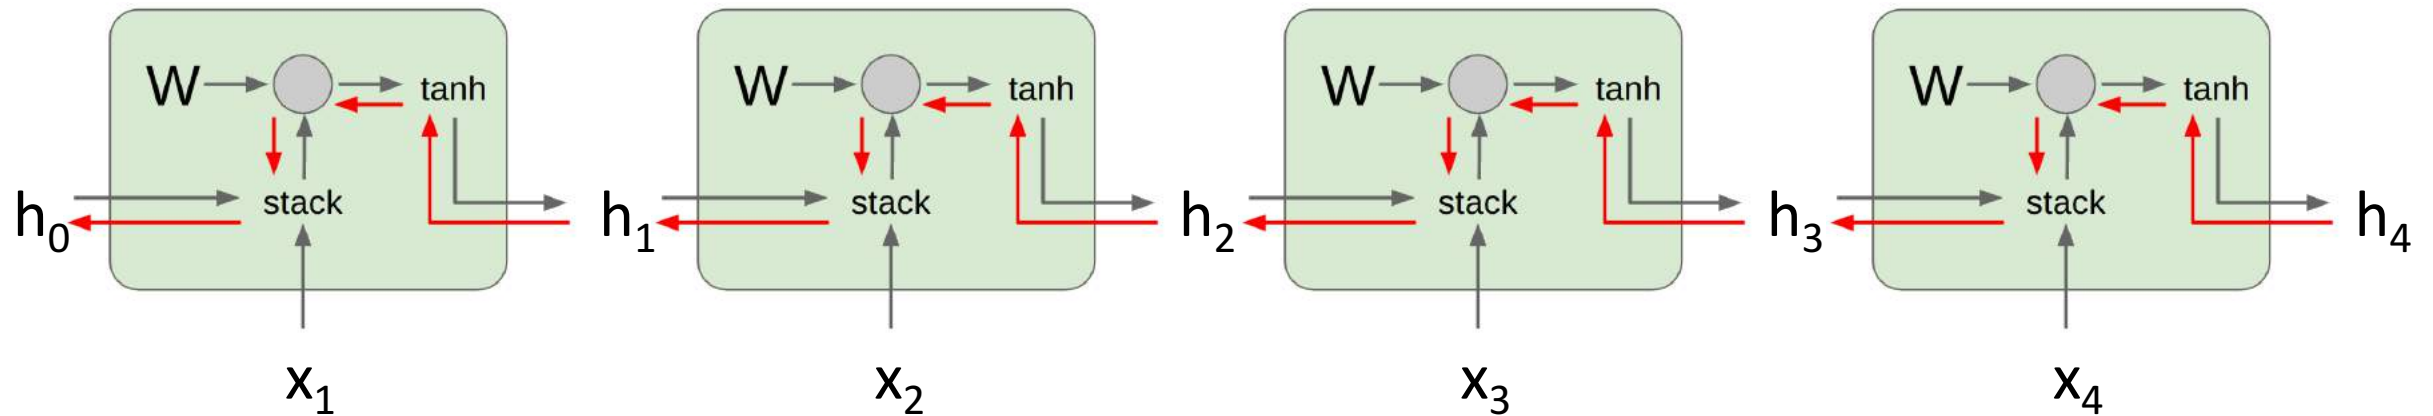 W tanh W tanh W tanh W tanh
h₀ stack h₁ stack h₂ stack h₃ stack h₄
x₁ x₂ x₃ x₄